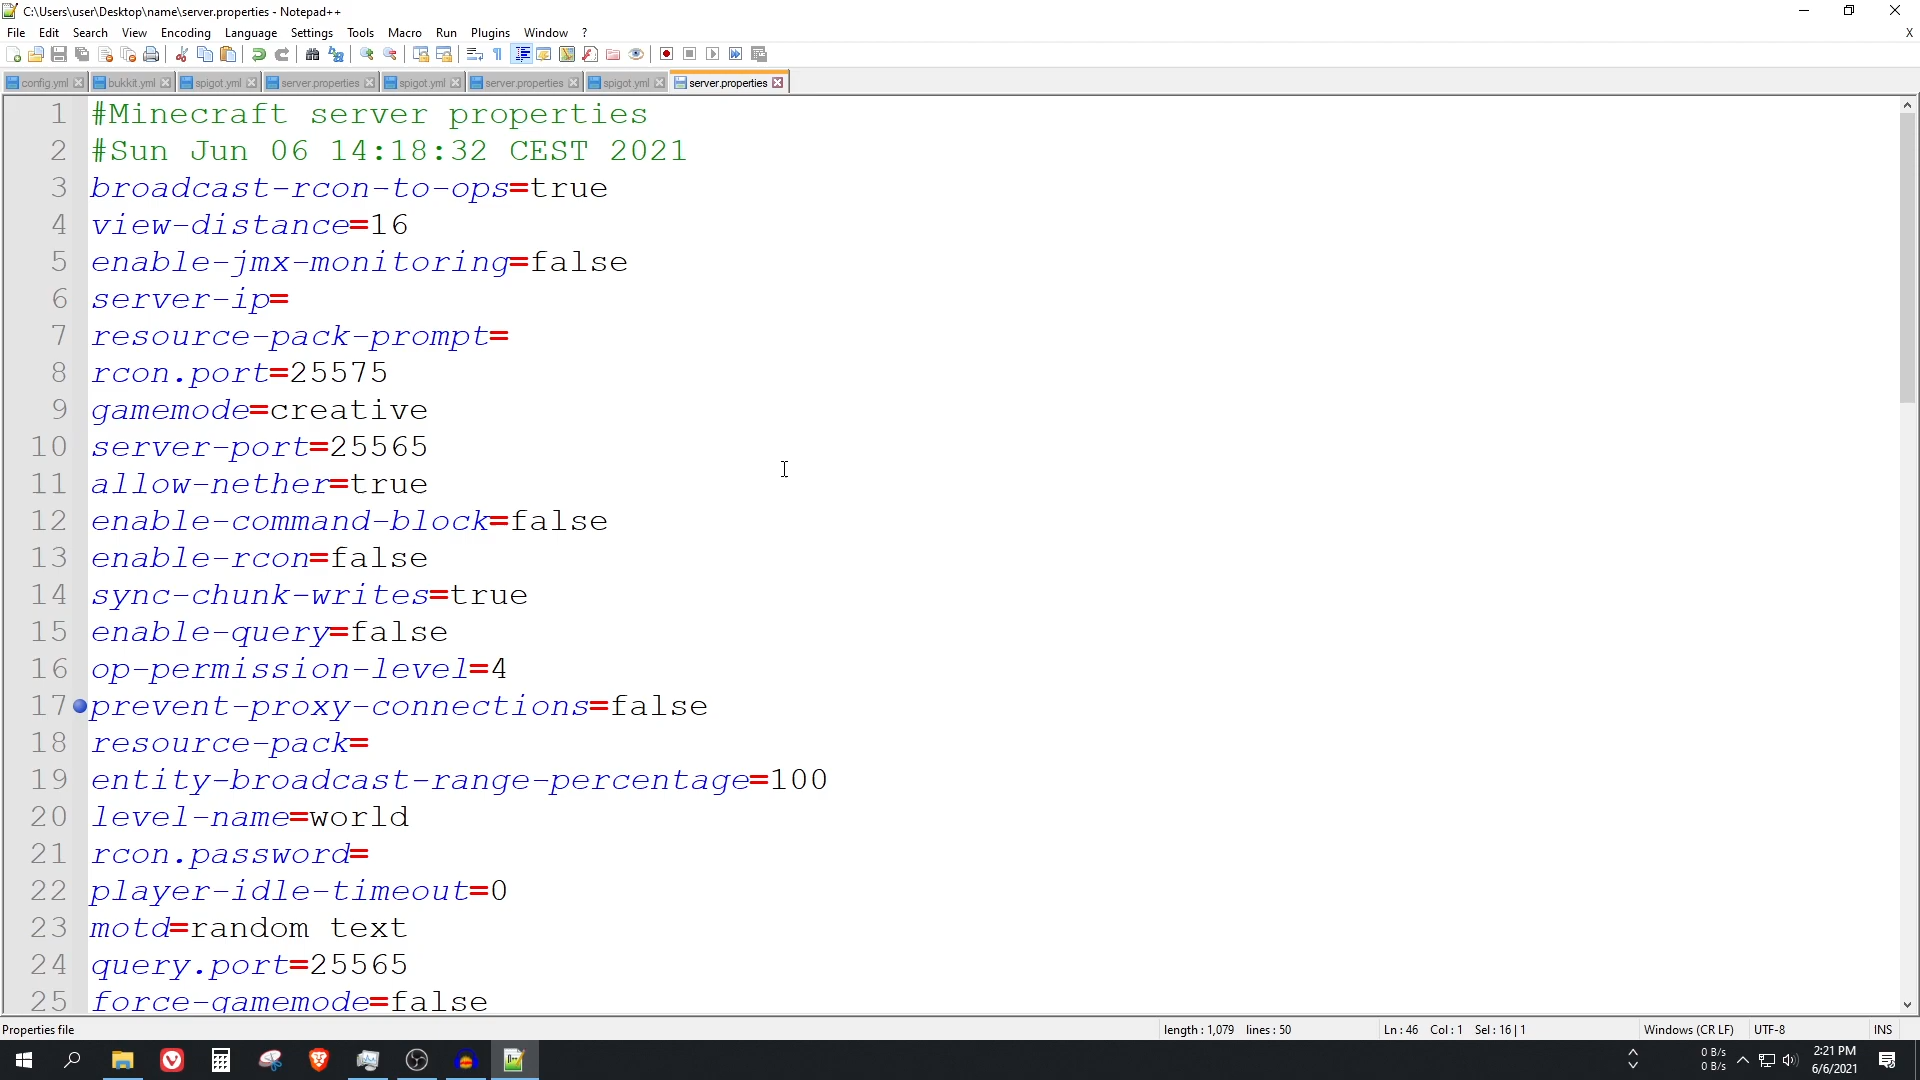 C:\Users\user\Desktop\name\server.properties - Notepad++
File Edit Search View Encoding Language Settings Tools Macro Run Plugins Window ? X
config.yml bukkit.yml spigot.yml server.properties spigot.yml server.properties spigot.yml server.properties
1 #Minecraft server properties
2 #Sun Jun 06 14:18:32 CEST 2021
3 broadcast-rcon-to-ops=true
4 view-distance=16
5 enable-jmx-monitoring=false
6 server-ip=
7 resource-pack-prompt=
8 rcon.port=25575
9 gamemode=creative
10 server-port=25565
11 allow-nether=true
12 enable-command-block=false
13 enable-rcon=false
14 sync-chunk-writes=true
15 enable-query=false
16 op-permission-level=4
17 prevent-proxy-connections=false
18 resource-pack=
19 entity-broadcast-range-percentage=100
20 level-name=world
21 rcon.password=
22 player-idle-timeout=0
23 motd=random text
24 query.port=25565
25 force-gamemode=false
Properties file length : 1,079 lines : 50 Ln : 46 Col : 1 Sel : 16 | 1 Windows (CR LF) UTF-8 INS
0 B/s 2:21 PM
0 B/s 6/6/2021